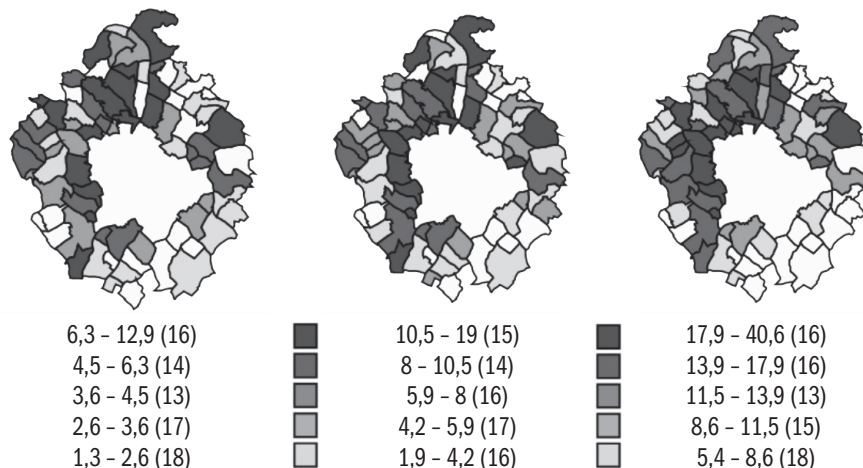 6,3 – 12,9 (16) 10,5 – 19 (15) 17,9 – 40,6 (16)
4,5 – 6,3 (14) 8 – 10,5 (14) 13,9 – 17,9 (16)
3,6 – 4,5 (13) 5,9 – 8 (16) 11,5 – 13,9 (13)
2,6 – 3,6 (17) 4,2 – 5,9 (17) 8,6 – 11,5 (15)
1,3 – 2,6 (18) 1,9 – 4,2 (16) 5,4 – 8,6 (18)